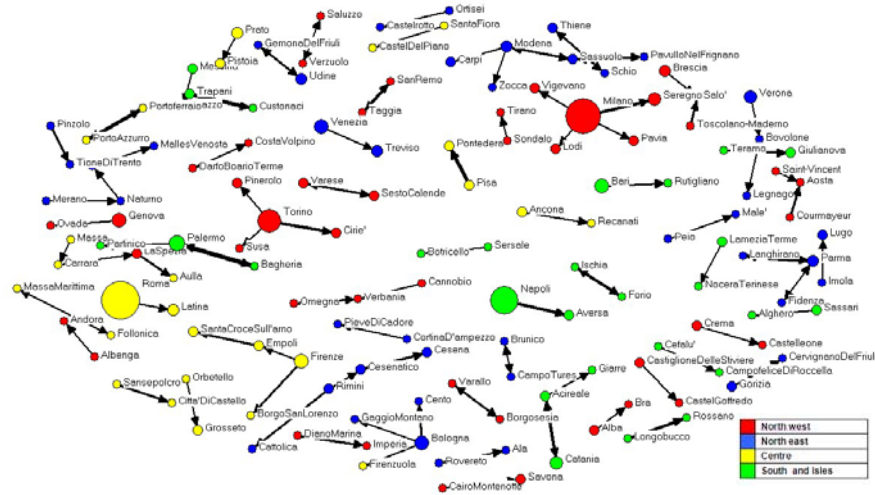 Ortisei
Prato
Saluzzo
Castelrotto
SantaFiora
Thiene
GemonaDelFriuli
Modena
Pistoia
Verzuolo
CastelDelPiano
Carpi
Sassuolo
PavulloNelFrignano
Udine
Schio
Brescia
Trapani
SanRemo
Zocca
Vigevano
Verona
Portoferraio
Custonaci
Taggia
Tirano
Milano
SeregnoSalo'
Pinzolo
PortoAzzurro
Venezia
Toscolano-Maderno
Pontedera
Sondalo
Lodi
Pavia
Bovolone
MallesVenosta
CostaVolpino
Treviso
Teramo
Giulianova
TioneDiTrento
DarfoBoarioTerme
Saint-Vincent
Pinerolo
Varese
Pisa
Bari
Rutigliano
Aosta
Merano
Naturno
SestoCalende
Legnago
Ovada
Genova
Torino
Ancona
Male'
Courmayeur
Cirie'
Recanati
Massa
Partinico
Palermo
Susa
Peio
LameziaTerme
Lugo
LaSpezia
Botricello
Sersale
Langhirano
Parma
Carrara
Bagheria
Ischia
Aulla
Cannobio
NoceraTerinese
Imola
MassaMarittima
Roma
Napoli
Forio
Omegna
Verbania
Fidenza
Latina
Aversa
Alghero
Sassari
Andora
SantaCroceSull'arno
PieveDiCadore
Crema
Follonica
CortinaD'ampezzo
Brunico
Castelleone
Empoli
Cefalu'
Albenga
Firenze
Cesena
CastiglioneDelleStiviere
CervignanoDelFriul
Cesenatico
Giarre
CampofeliceDiRoccella
Sansepolcro
Orbetello
CampoTures
Rimini
Varallo
Acireale
Gorizia
Citta'DiCastello
Cento
Bra
CastelGoffredo
BorgoSanLorenzo
GaggioMontano
Borgosesia
Rossano
Grosseto
Alba
North west
DianoMarina
Imperia
Longobucco
North east
Cattolica
Bologna
Ala
Centre
Firenzuola
Rovereto
Catania
South and Isles
Savona
CairoMontenotte